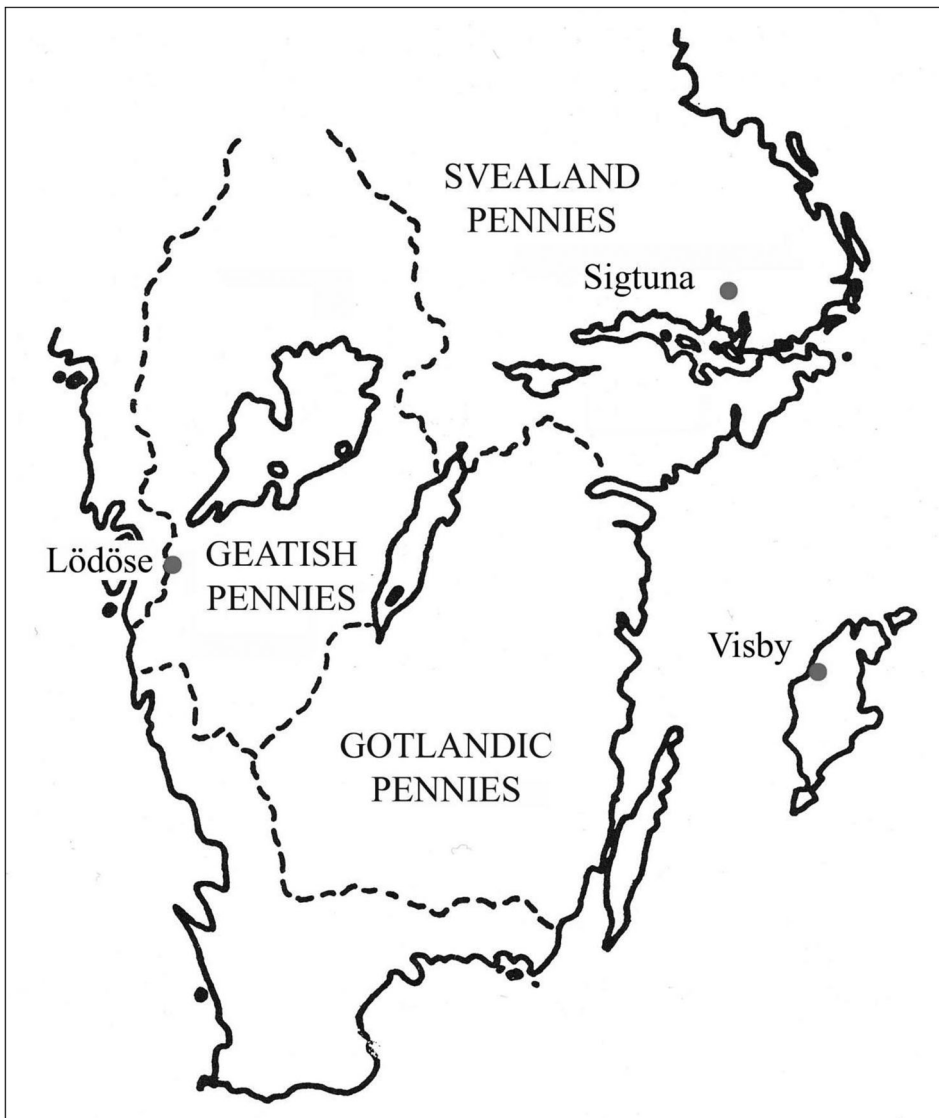 SVEALAND
PENNIES
Sigtuna
Lödöse
GEATISH
PENNIES
Visby
GOTLANDIC
PENNIES